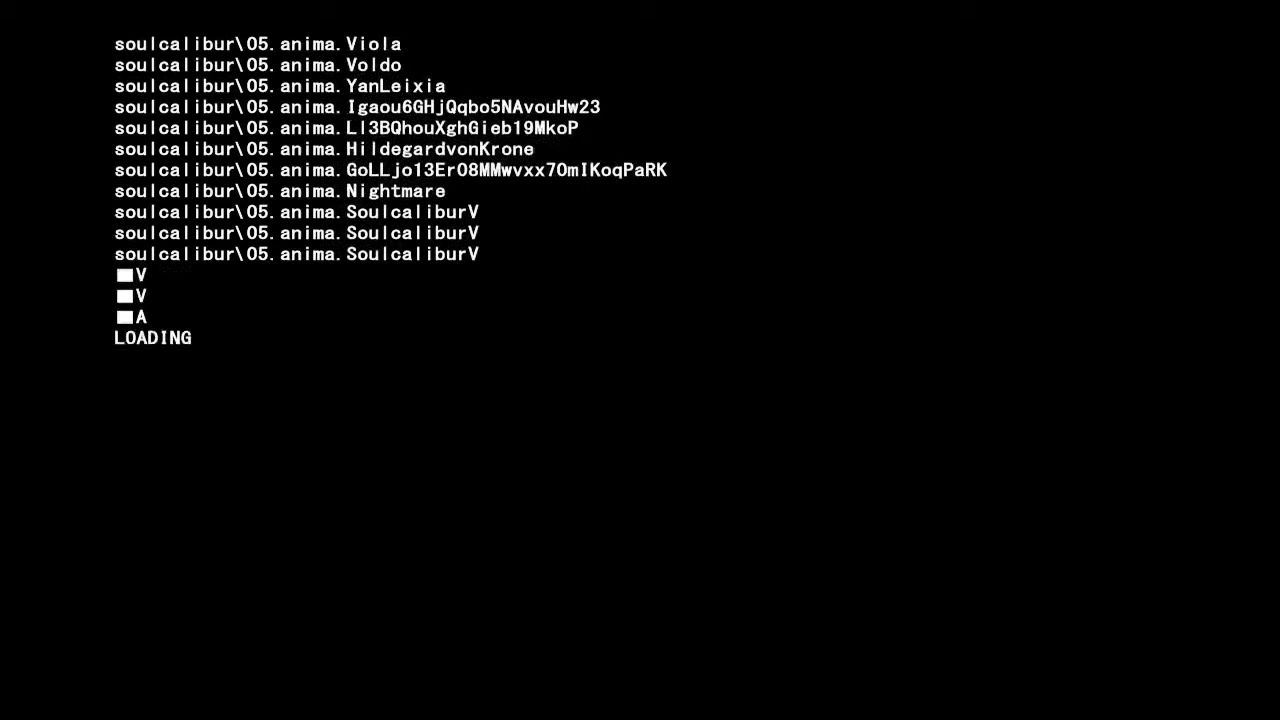 soulcalibur\05.anima.Viola
soulcalibur\05.anima.Voldo
soulcalibur\05.anima.YanLeixia
soulcalibur\05.anima.Igaou6GHjQqbo5NAvouHw23
soulcalibur\05.anima.Ll3BQhouXghGieb19MkoP
soulcalibur\05.anima.HildegardvonKrone
soulcalibur\05.anima.GoLLjo13Er08MMwvxx70mIKoqPaRK
soulcalibur\05.anima.Nightmare
soulcalibur\05.anima.SoulcaliburV
soulcalibur\05.anima.SoulcaliburV
soulcalibur\05.anima.SoulcaliburV
■V
■V
■A
LOADING